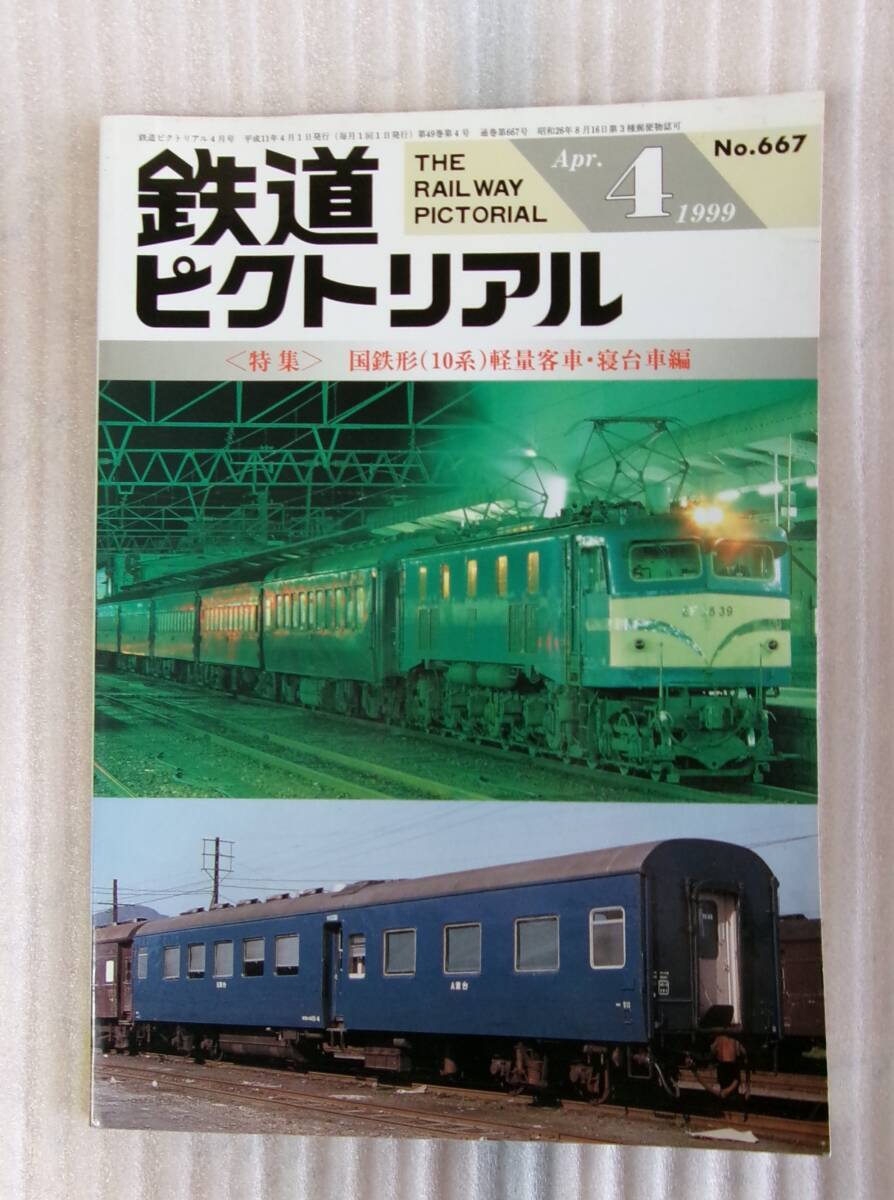 鉄道ピクトリアル4月号 平成11年4月1日発行(毎月1回1日発行)第49巻第4号 通巻第667号 昭和26年8月16日第3種郵便物認可
鉄道
ピクトリアル
THE
RAILWAY
PICTORIAL
Apr.
4
1999
No.667
〈特集〉 国鉄形(10系)軽量客車・寝台車編
A寝台